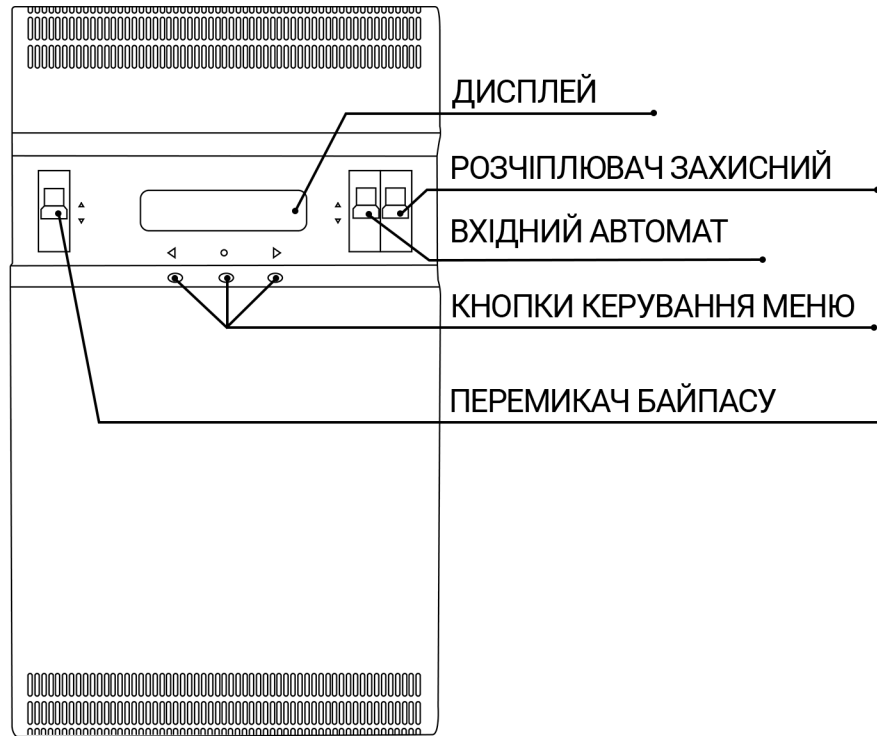 ДИСПЛЕЙ
РОЗЧІПЛЮВАЧ ЗАХИСНИЙ
ВХІДНИЙ АВТОМАТ
КНОПКИ КЕРУВАННЯ МЕНЮ
ПЕРЕМИКАЧ БАЙПАСУ